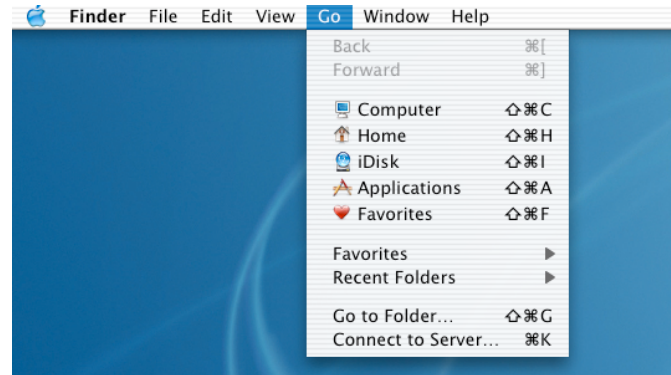 Finder File Edit View Go Window Help
Back ⌘[
Forward ⌘]
Computer ⇧⌘C
Home ⇧⌘H
iDisk ⇧⌘I
Applications ⇧⌘A
Favorites ⇧⌘F
Favorites ▶
Recent Folders ▶
Go to Folder... ⇧⌘G
Connect to Server... ⌘K